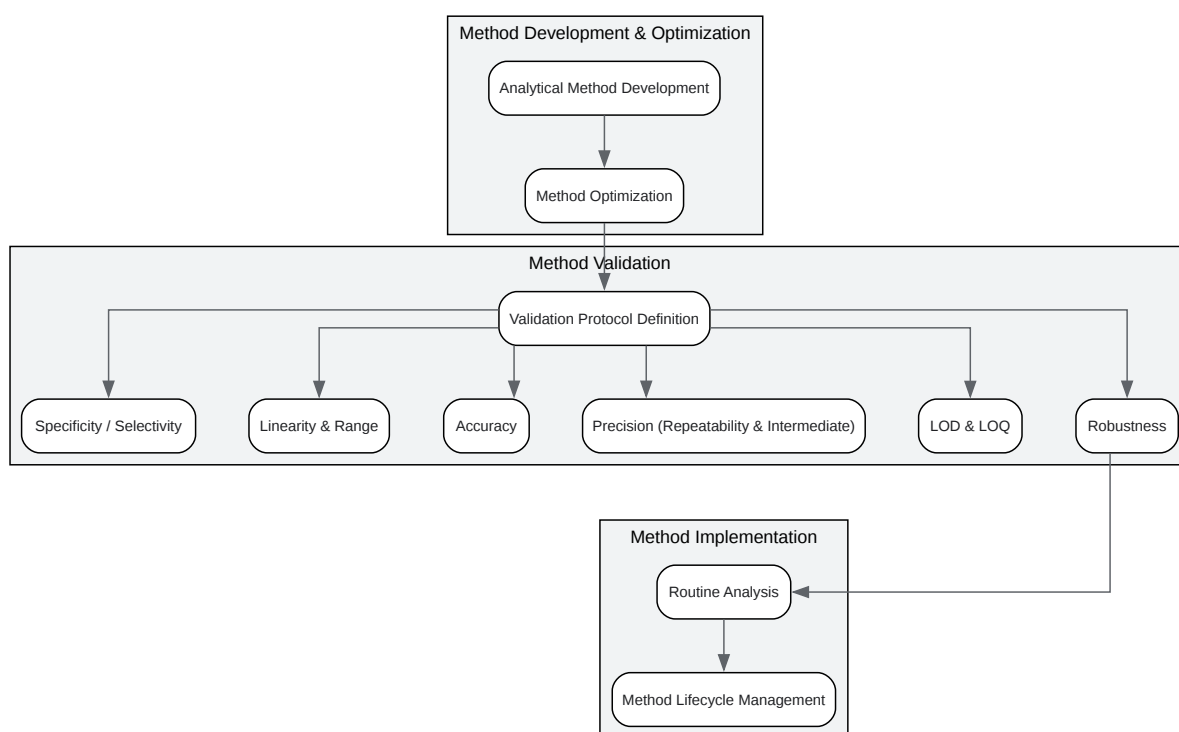 Method Development & Optimization
Analytical Method Development
Method Optimization
Method Validation
Validation Protocol Definition
Specificity / Selectivity
Linearity & Range
Accuracy
Precision (Repeatability & Intermediate)
LOD & LOQ
Robustness
Method Implementation
Routine Analysis
Method Lifecycle Management